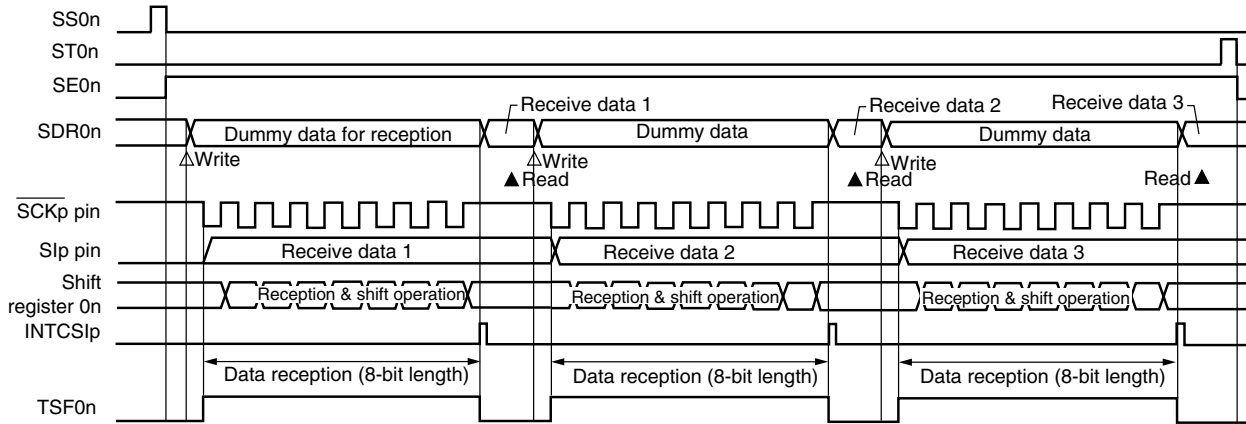 SS0n
ST0n
SE0n
Receive data 1
Receive data 2
Receive data 3
SDR0n
Dummy data for reception
Dummy data
Dummy data
△Write
△Write
△Write
▲Read
▲Read
Read▲
SCKp pin
SIp pin
Receive data 1
Receive data 2
Receive data 3
Shift
register 0n
Reception & shift operation
Reception & shift operation
Reception & shift operation
INTCSIp
Data reception (8-bit length)
Data reception (8-bit length)
Data reception (8-bit length)
TSF0n